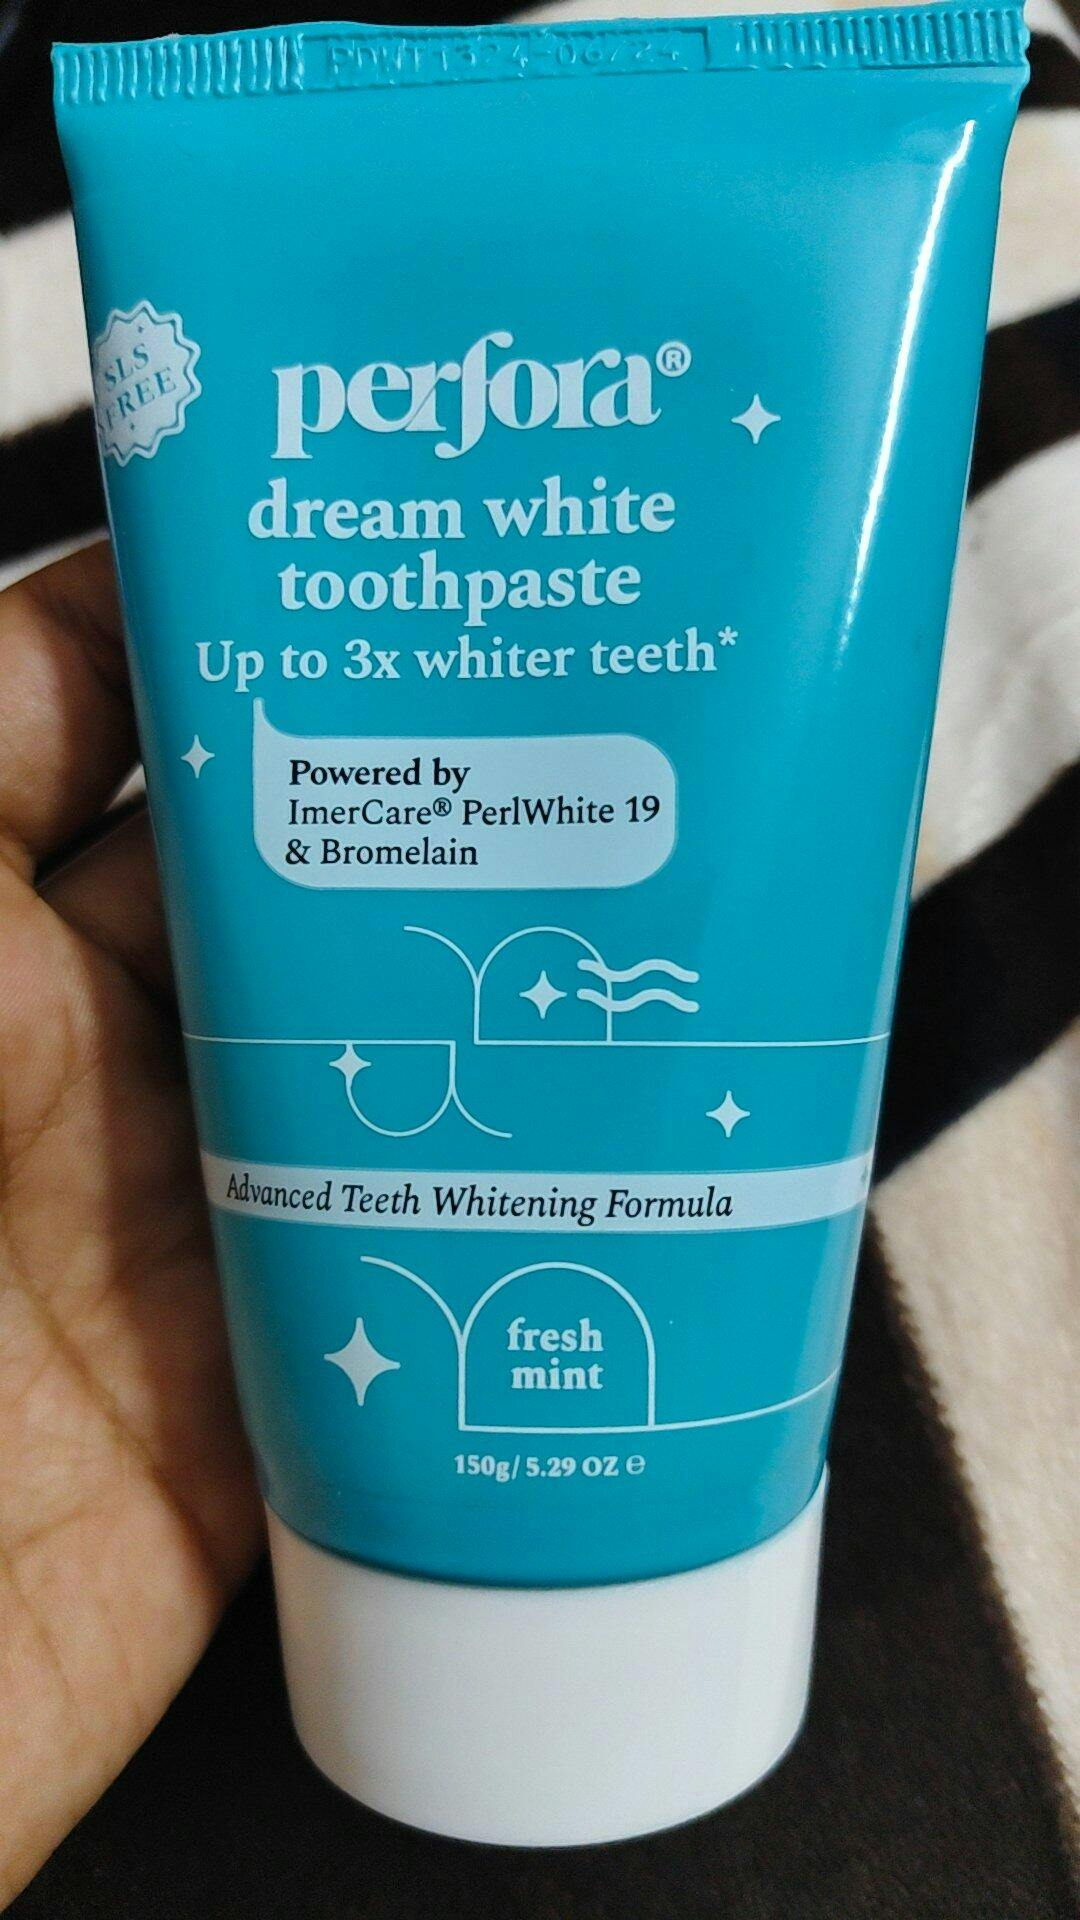 SLS
FREE
perfora®
dream white
toothpaste
Up to 3x whiter teeth*
Powered by
ImerCare® PerlWhite 19
& Bromelain
Advanced Teeth Whitening Formula
fresh
mint
150g/ 5.29 OZ ℮